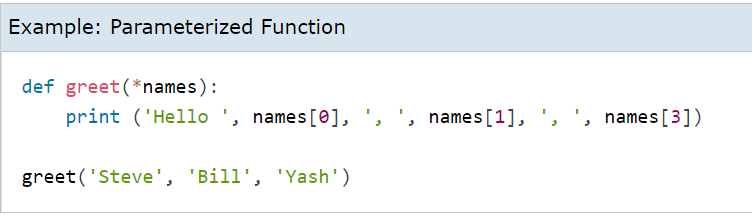 Example: Parameterized Function
def greet(*names):
    print ('Hello ', names[0], ', ', names[1], ', ', names[3])
greet('Steve', 'Bill', 'Yash')